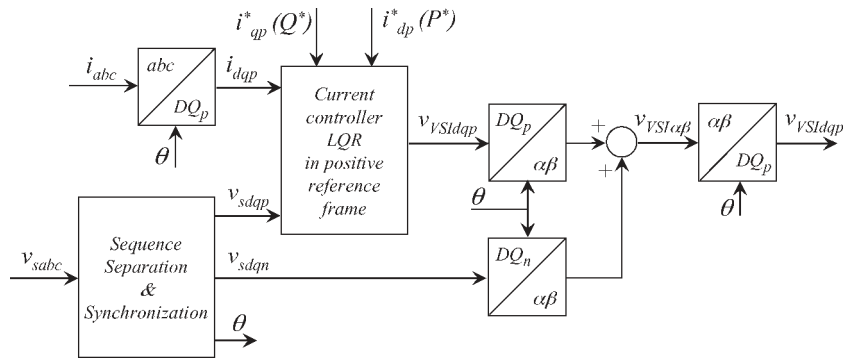 i*qp(Q*)
i*dp(P*)
iabc
abc
DQp
idqp
θ
Current
controller
LQR
in positive
reference
frame
vVSIdqp
DQp
αβ
+
+
vVSIαβ
αβ
DQp
vVSIdqp
θ
θ
vsabc
Sequence
Separation
&
Synchronization
vsdqp
vsdqn
θ
DQn
αβ